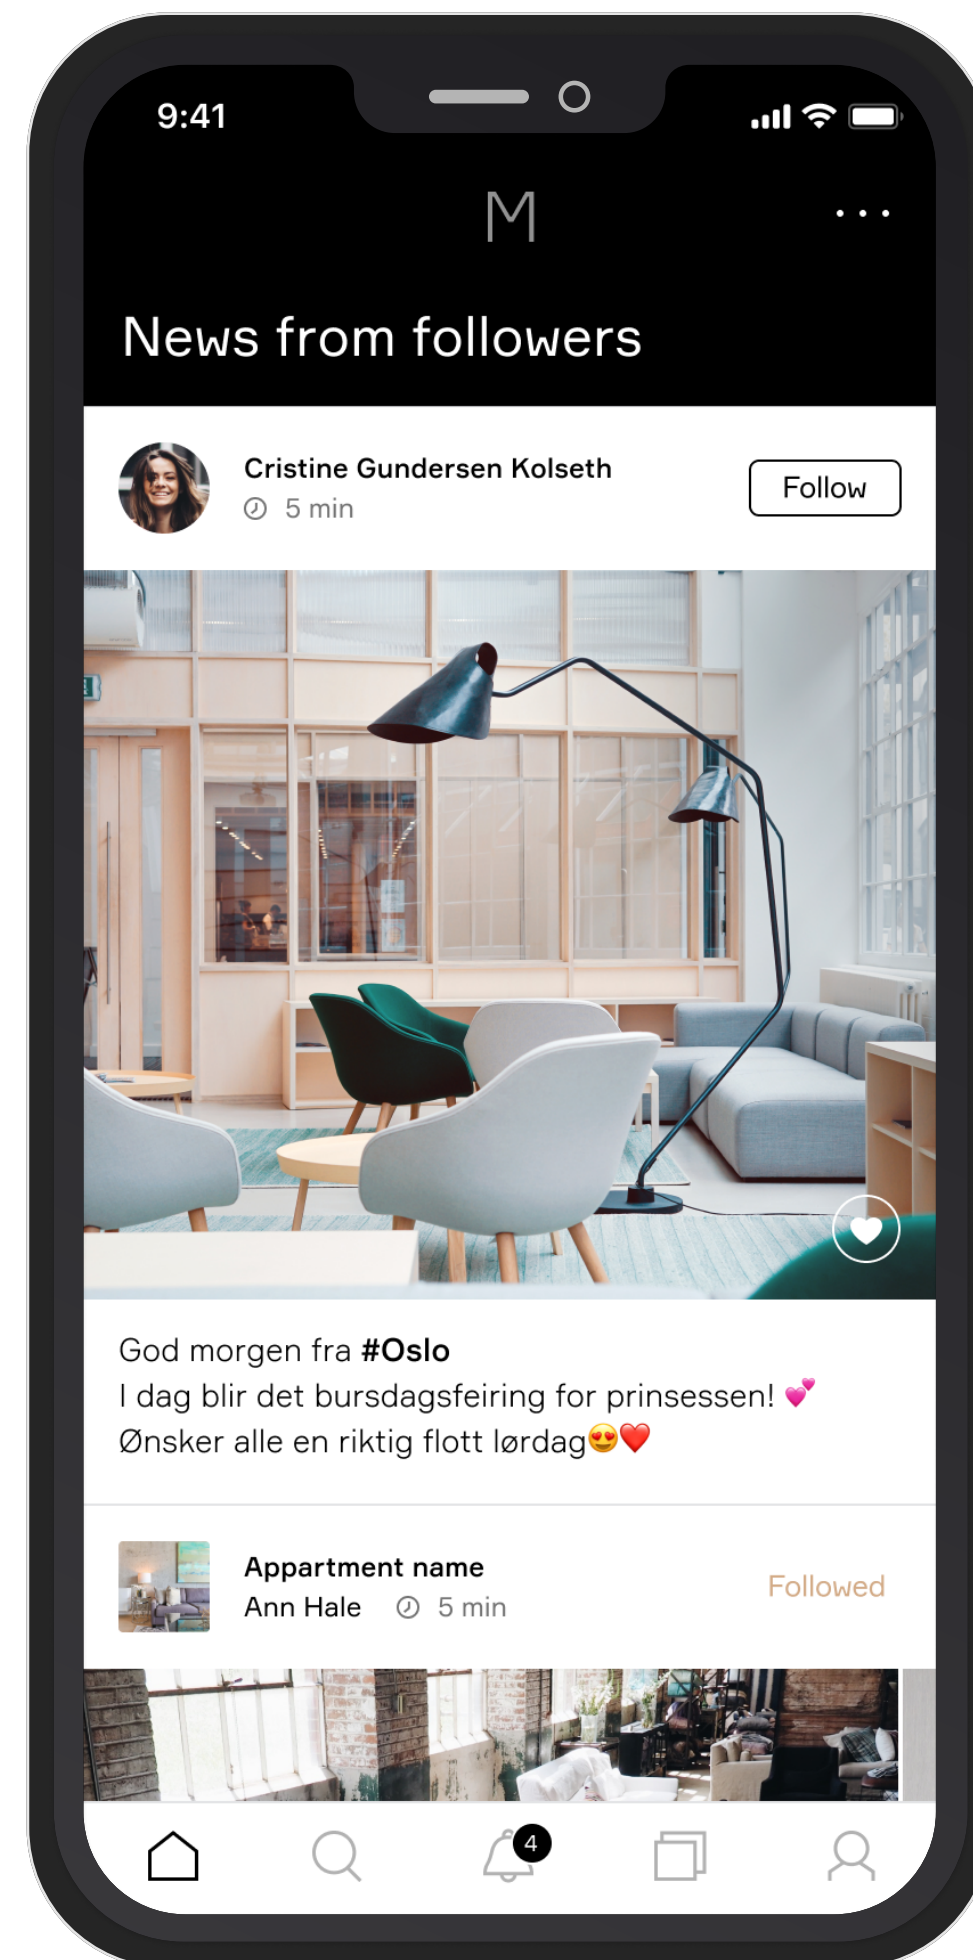 9:41
M
News from followers
Cristine Gundersen Kolseth
5 min
Follow
God morgen fra #Oslo
I dag blir det bursdagsfeiring for prinsessen! 💕
Ønsker alle en riktig flott lørdag😍❤️
Appartment name
Ann Hale 5 min
Followed
4